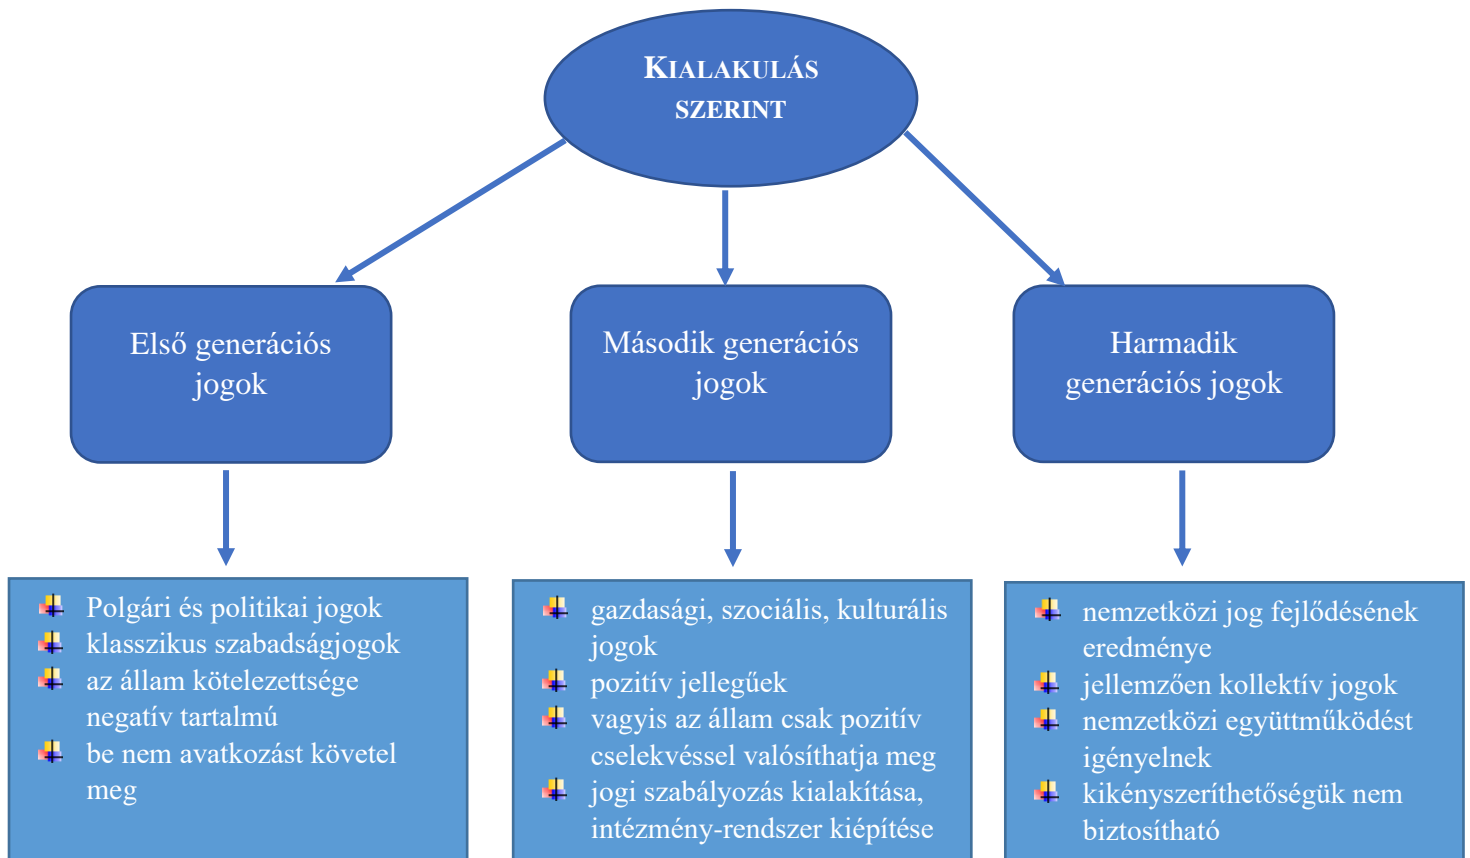 KIALAKULÁS
SZERINT
Első generációs
jogok
Második generációs
jogok
Harmadik
generációs jogok
Polgári és politikai jogok
klasszikus szabadságjogok
az állam kötelezettsége
negatív tartalmú
be nem avatkozást követel
meg
gazdasági, szociális, kulturális
jogok
pozitív jellegűek
vagyis az állam csak pozitív
cselekvéssel valósíthatja meg
jogi szabályozás kialakítása,
intézmény-rendszer kiépítése
nemzetközi jog fejlődésének
eredménye
jellemzően kollektív jogok
nemzetközi együttműködést
igényelnek
kikényszeríthetőségük nem
biztosítható